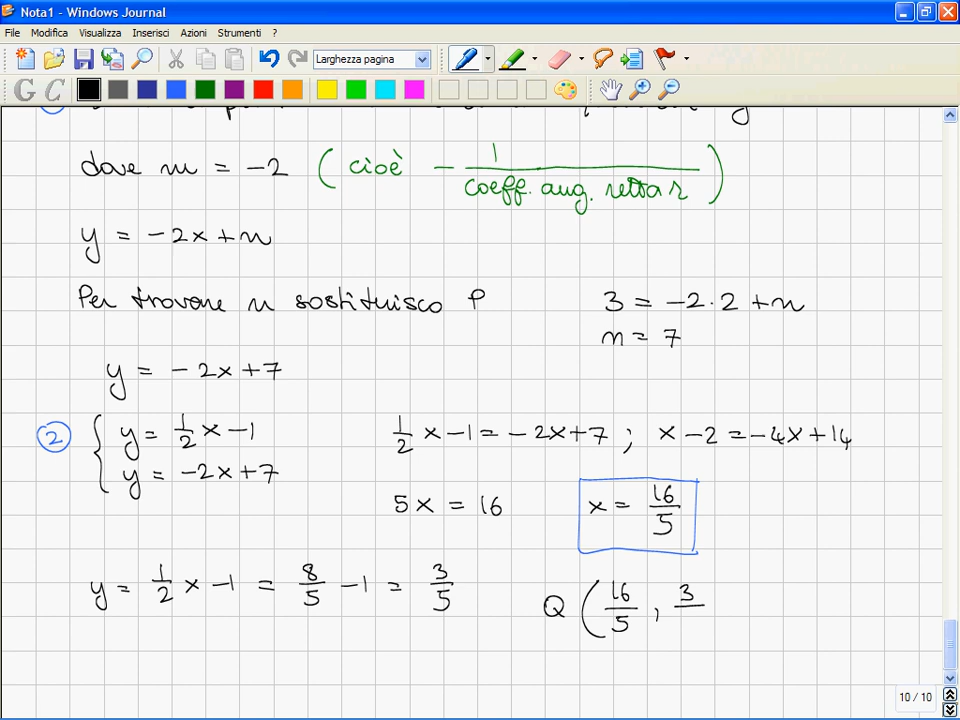 Nota1 - Windows Journal
File Modifica Visualizza Inserisci Azioni Strumenti ?
Larghezza pagina
G C
dove m = -2 ( cioè - 1 / coeff. ang. retta r )
y = -2x + n
Per trovare n sostituisco P
3 = -2·2 + n
n = 7
y = -2x + 7
2 { y = 1/2 x - 1
y = -2x + 7
1/2 x - 1 = -2x + 7 ; x - 2 = -4x + 14
5x = 16 x = 16/5
y = 1/2 x - 1 = 8/5 - 1 = 3/5
Q ( 16/5 , 3/
10 / 10